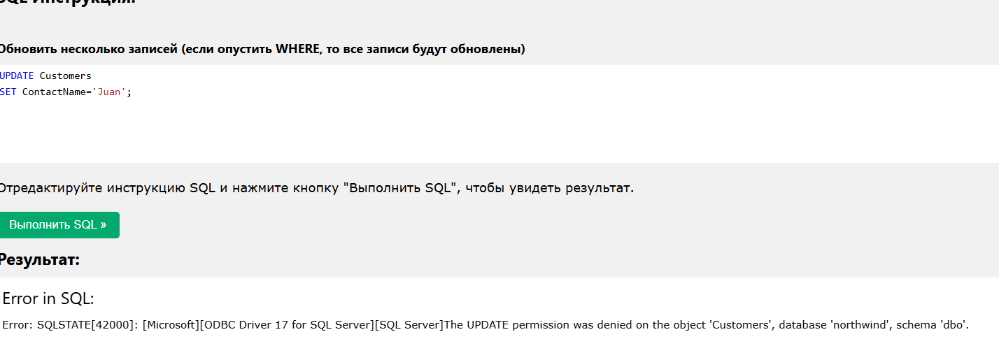 SQL Инструкция:
Обновить несколько записей (если опустить WHERE, то все записи будут обновлены)
UPDATE Customers
SET ContactName='Juan';
Отредактируйте инструкцию SQL и нажмите кнопку "Выполнить SQL", чтобы увидеть результат.
Выполнить SQL »
Результат:
Error in SQL:
Error: SQLSTATE[42000]: [Microsoft][ODBC Driver 17 for SQL Server][SQL Server]The UPDATE permission was denied on the object 'Customers', database 'northwind', schema 'dbo'.